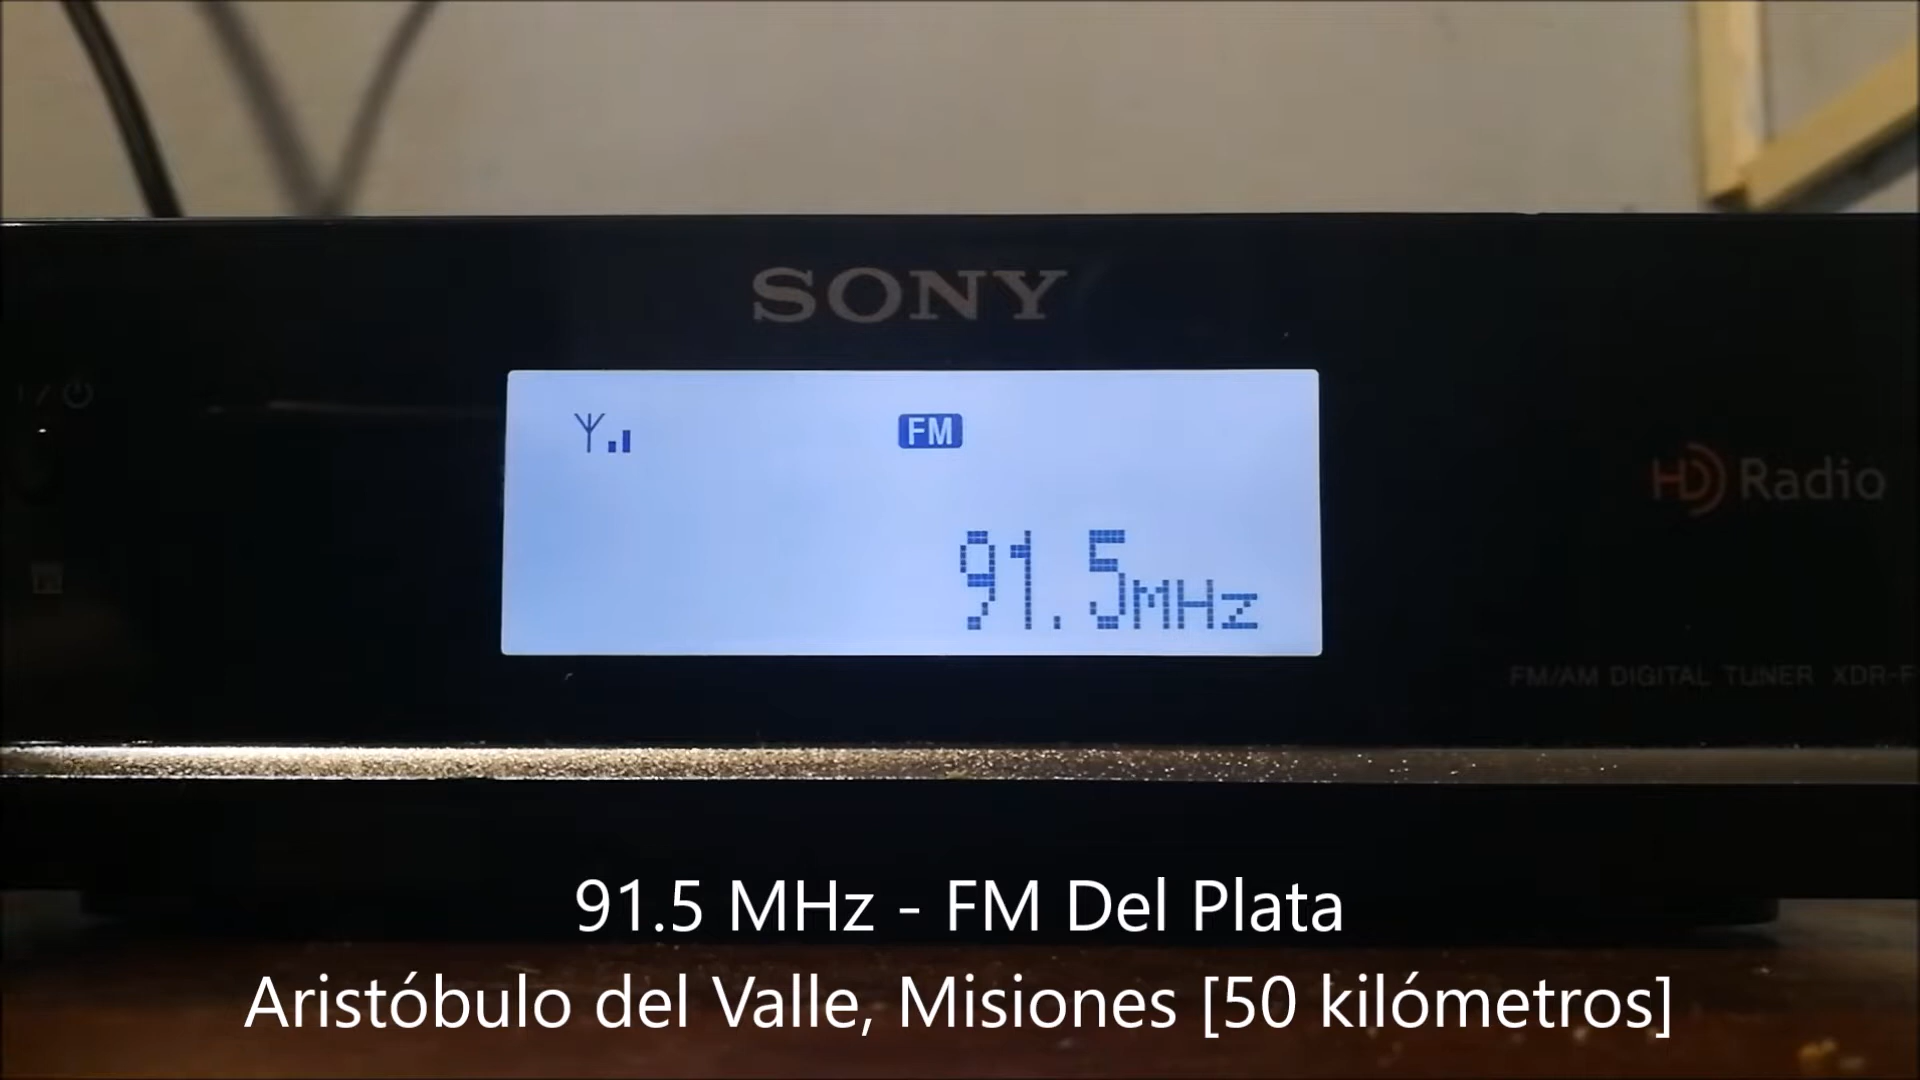 SONY
FM
91.5MHz
HD Radio
FM/AM DIGITAL TUNER XDR-F
91.5 MHz - FM Del Plata
Aristóbulo del Valle, Misiones [50 kilómetros]